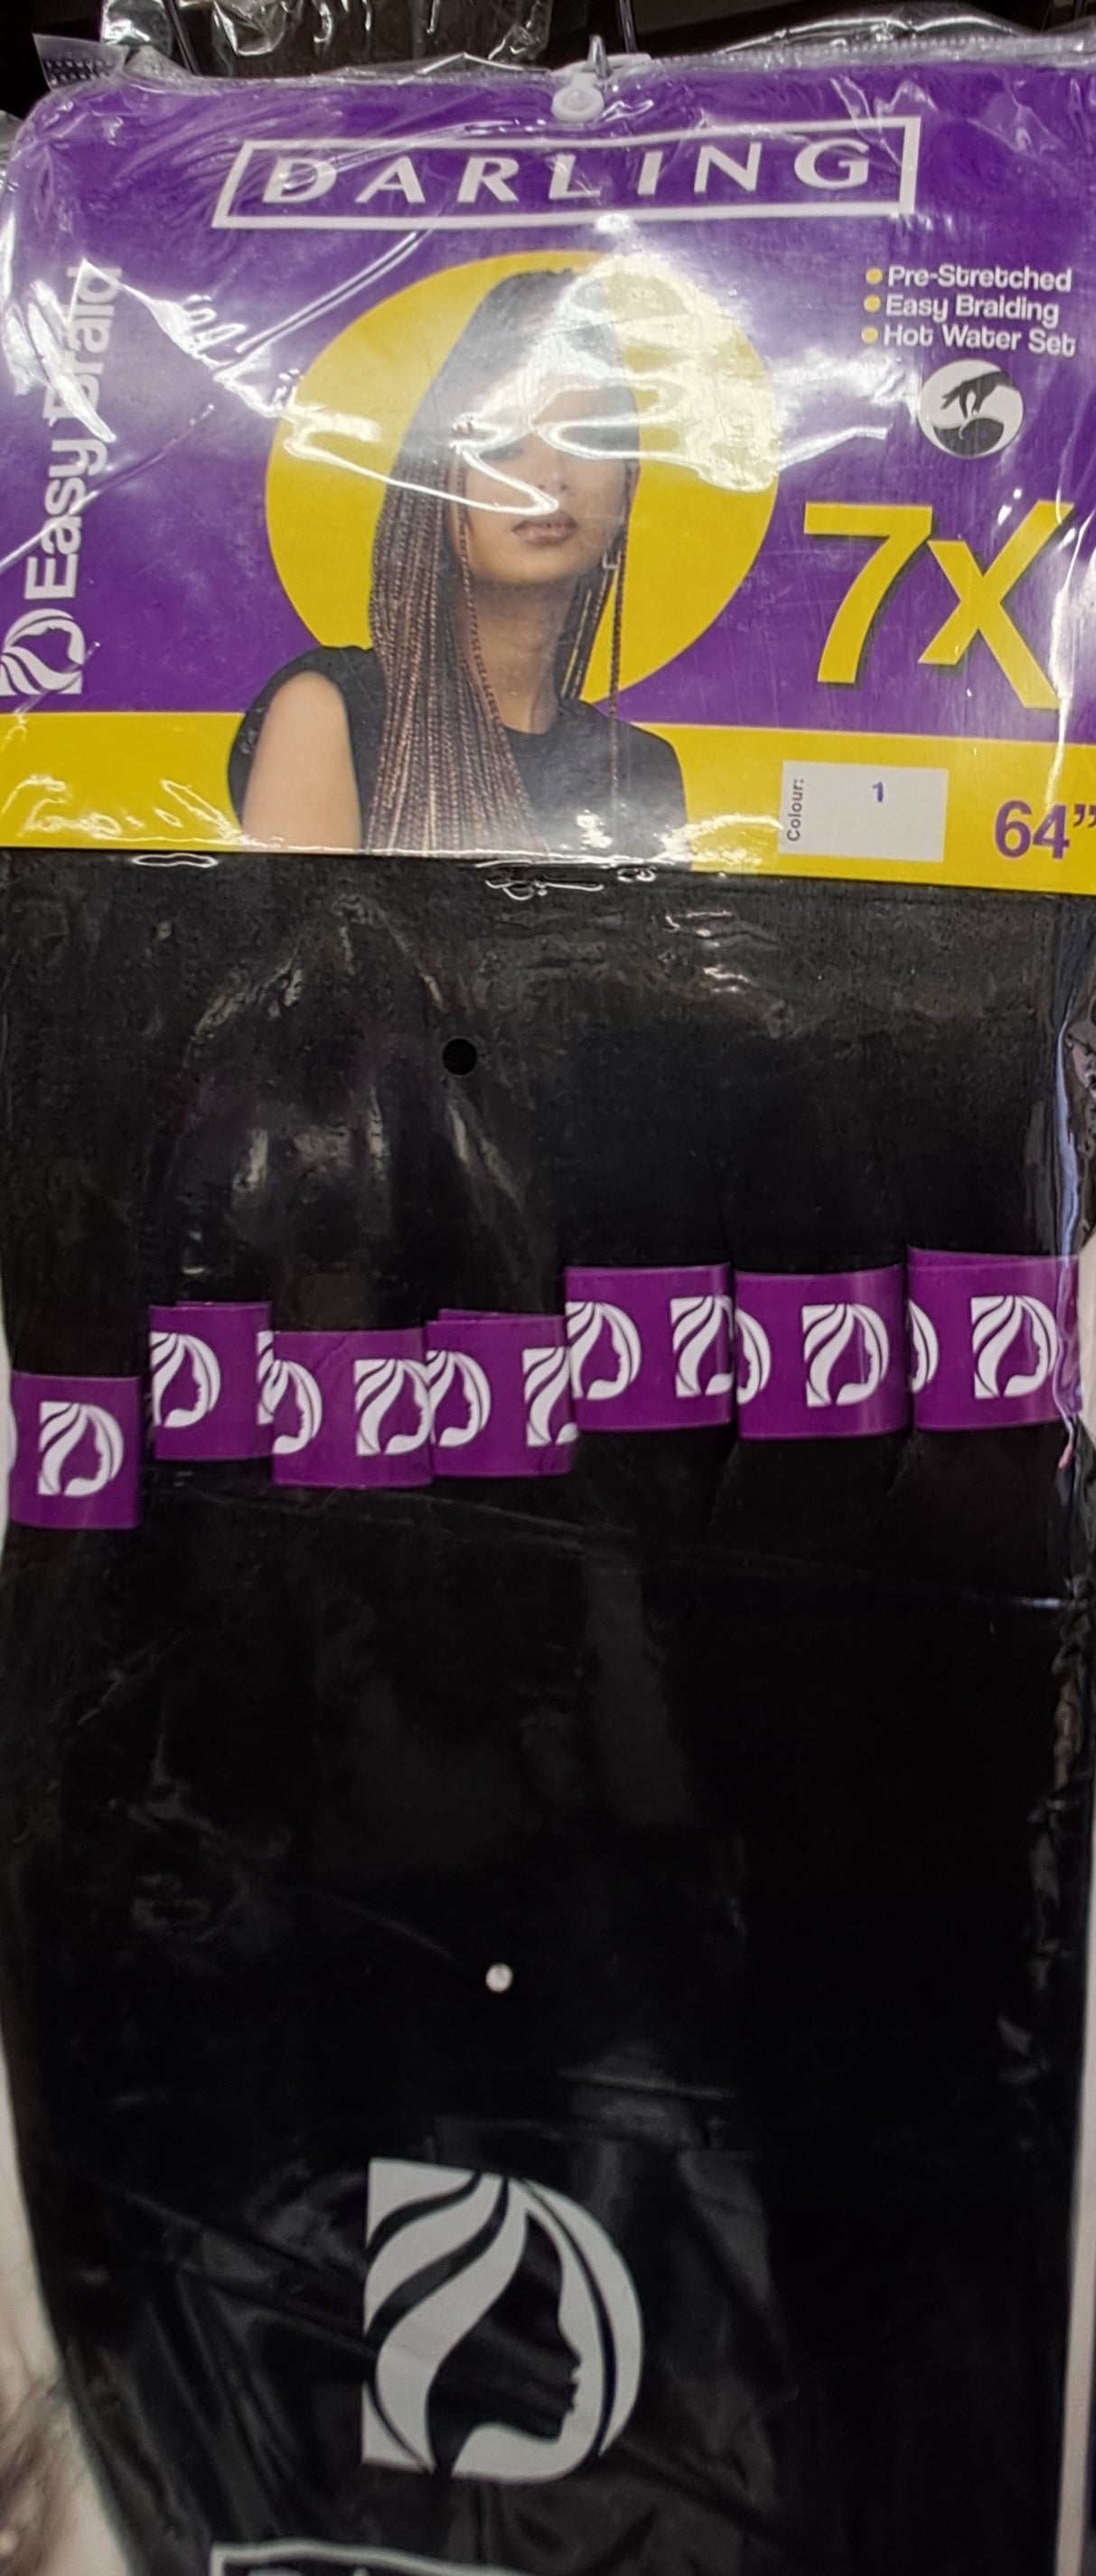 DARLING
Easy Braid
Pre-Stretched
Easy Braiding
Hot Water Set
7X
Colour:
1
64”